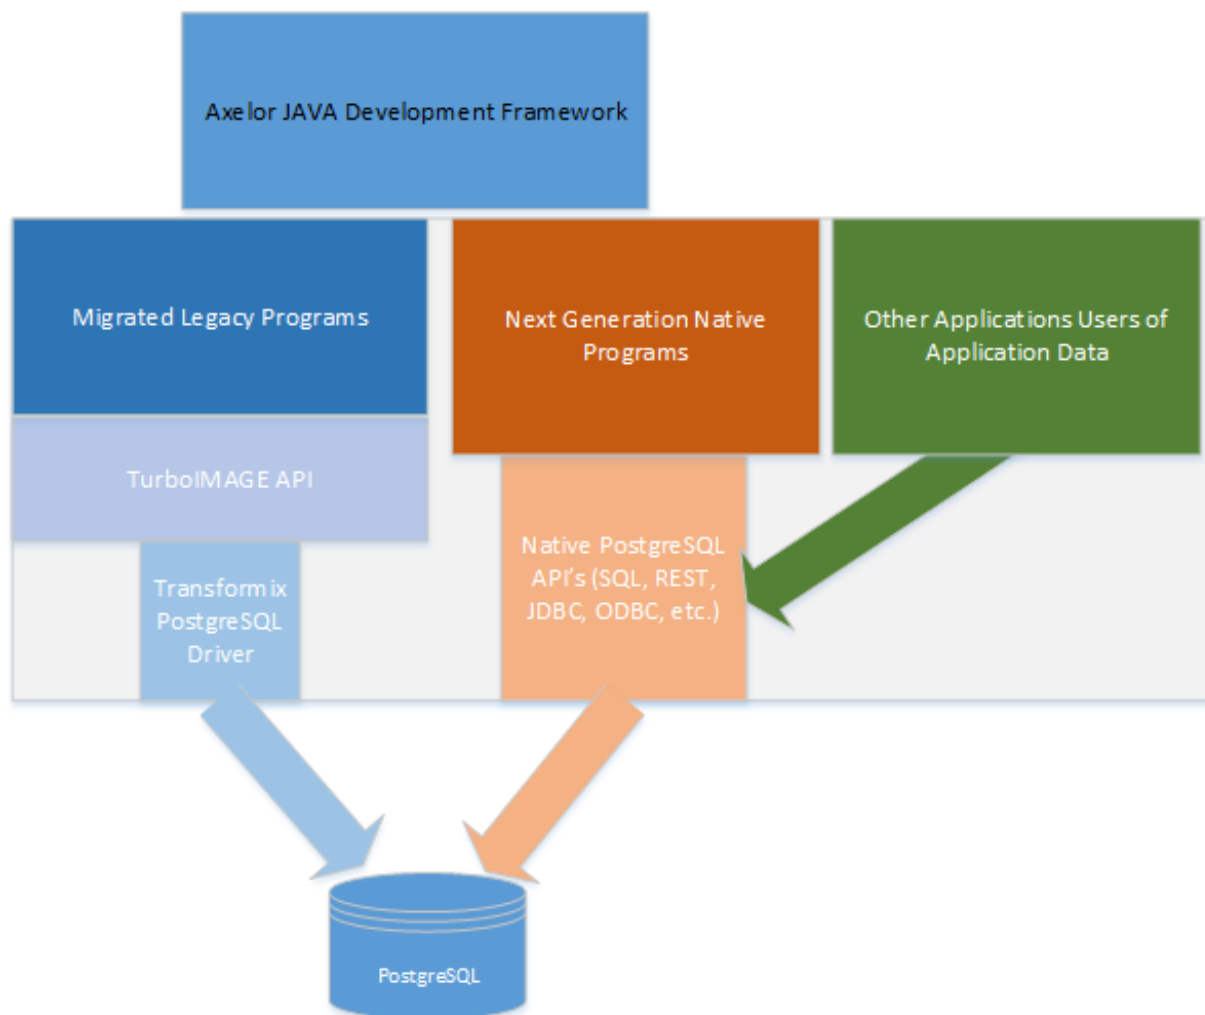 Axelor JAVA Development Framework
Migrated Legacy Programs
Next Generation Native
Programs
Other Applications Users of
Application Data
TurboIMAGE API
Transformix
PostgreSQL
Driver
Native PostgreSQL
API's (SQL, REST,
JDBC, ODBC, etc.)
PostgreSQL